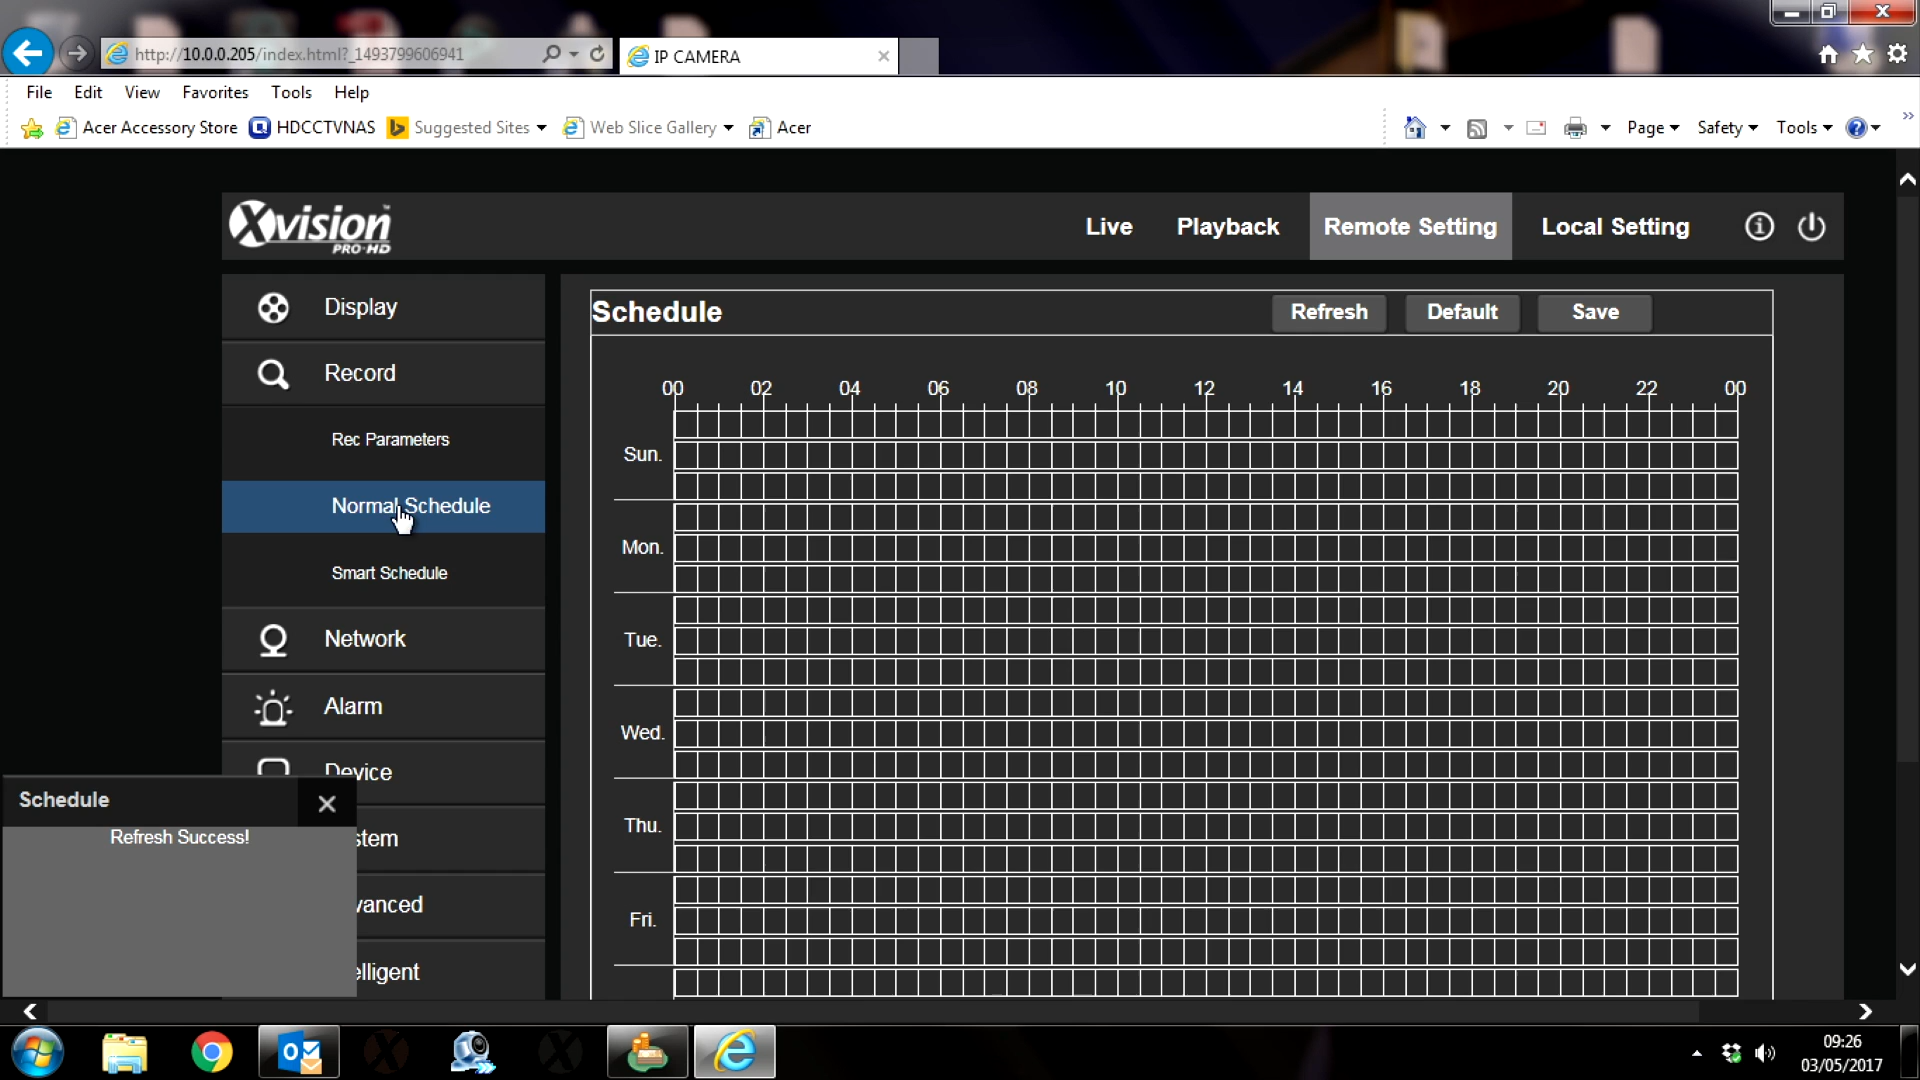 http://10.0.0.205/index.html?_1493799606941
IP CAMERA
File Edit View Favorites Tools Help
Acer Accessory Store HDCCTVNAS Suggested Sites Web Slice Gallery Acer
Page Safety Tools
Xvision
PRO-HD
Live Playback Remote Setting Local Setting
Display
Record
Rec Parameters
Normal Schedule
Smart Schedule
Network
Alarm
Device
stem
vanced
elligent
Schedule
Refresh Success!
Schedule Refresh Default Save
00 02 04 06 08 10 12 14 16 18 20 22 00
Sun.
Mon.
Tue.
Wed.
Thu.
Fri.
09:26
03/05/2017